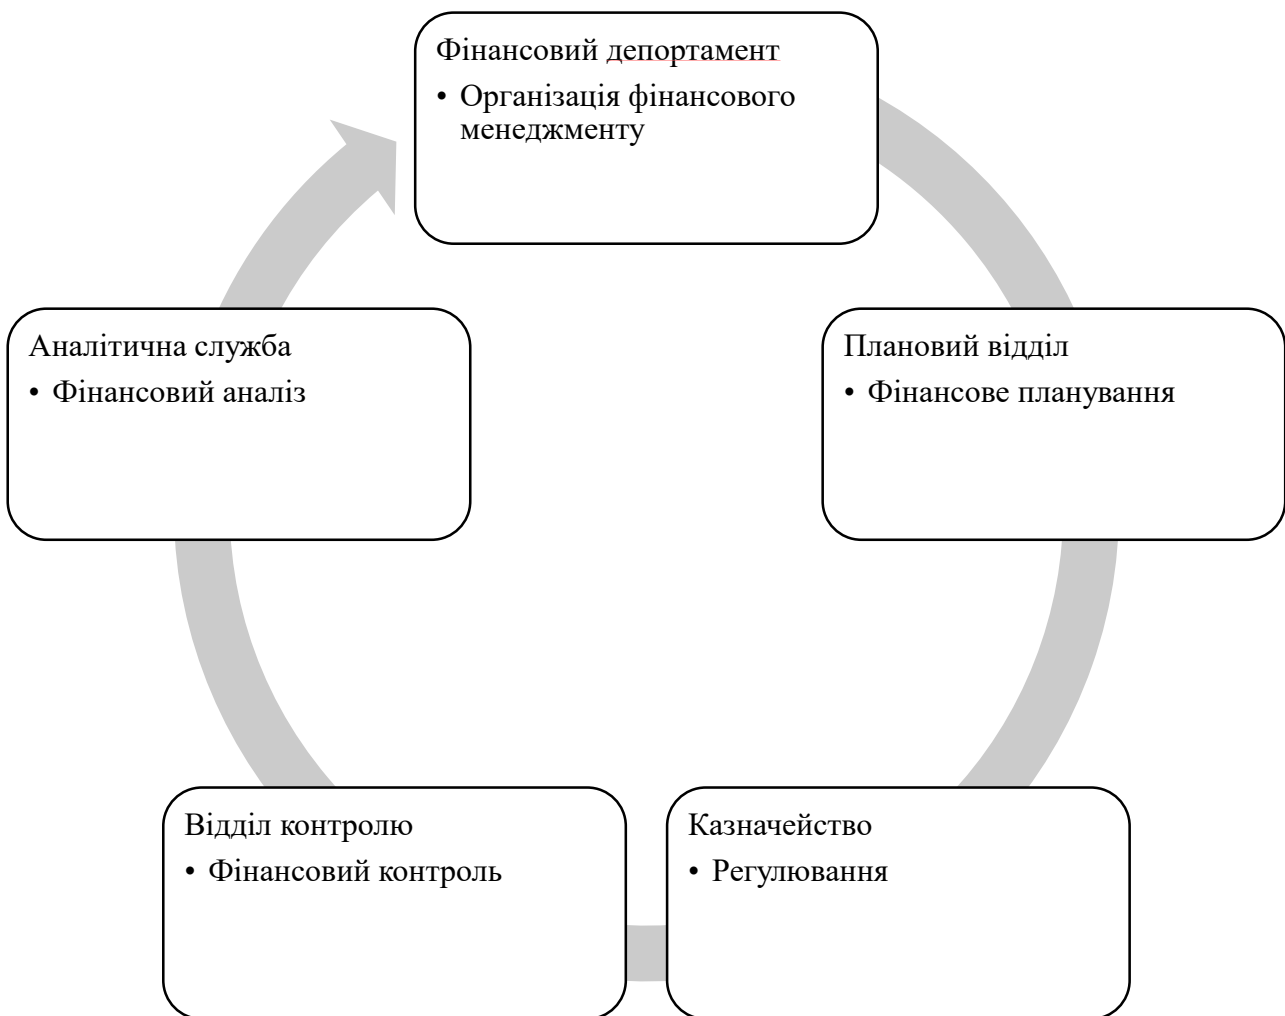 Фінансовий депортамент
• Організація фінансового
менеджменту
Аналітична служба
• Фінансовий аналіз
Плановий відділ
• Фінансове планування
Відділ контролю
• Фінансовий контроль
Казначейство
• Регулювання